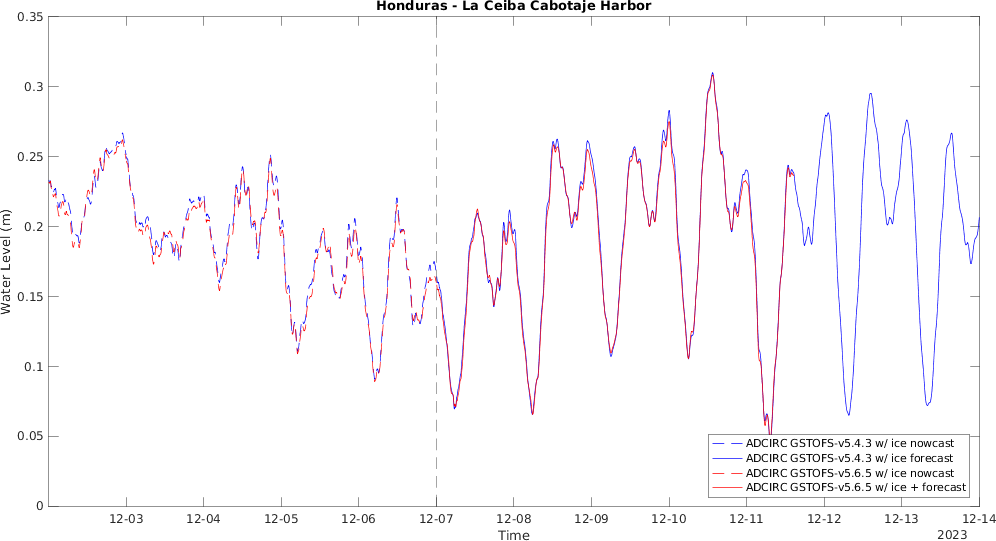 Honduras - La Ceiba Cabotaje Harbor
0.35
0.3
0.25
0.2
0.15
0.1
0.05
0
Water Level (m)
ADCIRC GSTOFS-v5.4.3 w/ ice nowcast
ADCIRC GSTOFS-v5.4.3 w/ ice forecast
ADCIRC GSTOFS-v5.6.5 w/ ice nowcast
ADCIRC GSTOFS-v5.6.5 w/ ice + forecast
12-03 12-04 12-05 12-06 12-07 12-08 12-09 12-10 12-11 12-12 12-13 12-14
Time
2023